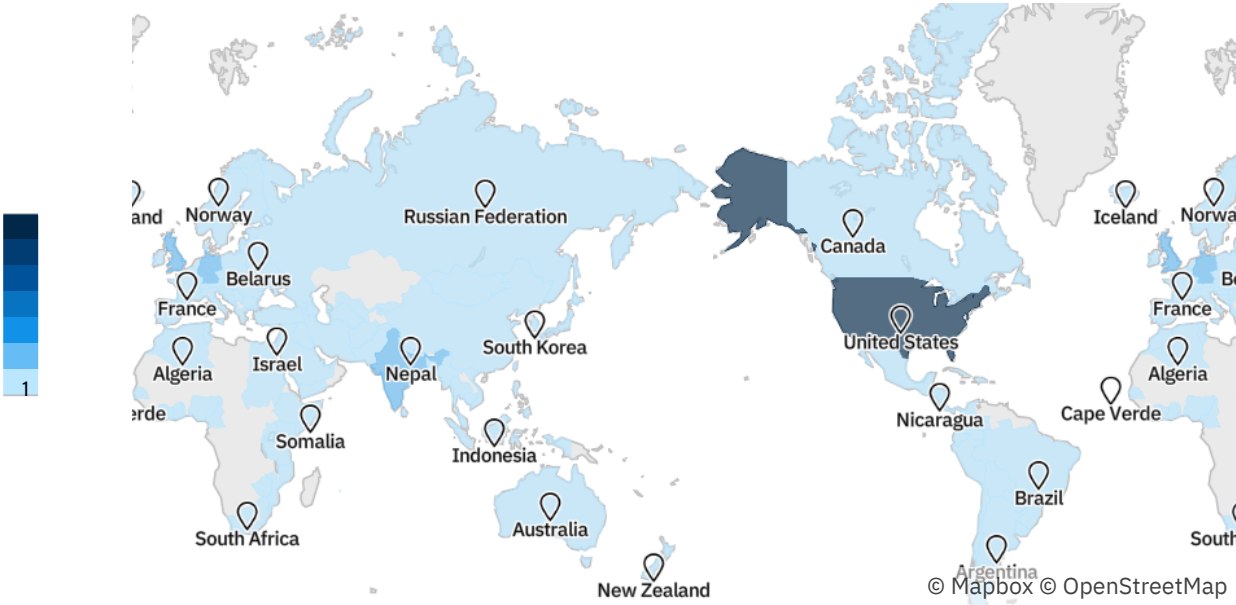 and
Norway
Russian Federation
Canada
Iceland
Norwa
Belarus
Be
France
France
South Korea
United States
Israel
Algeria
Nepal
Algeria
1
erde
Nicaragua
Cape Verde
Somalia
Indonesia
Brazil
Australia
South Africa
South
Argentina
New Zealand
© Mapbox © OpenStreetMap